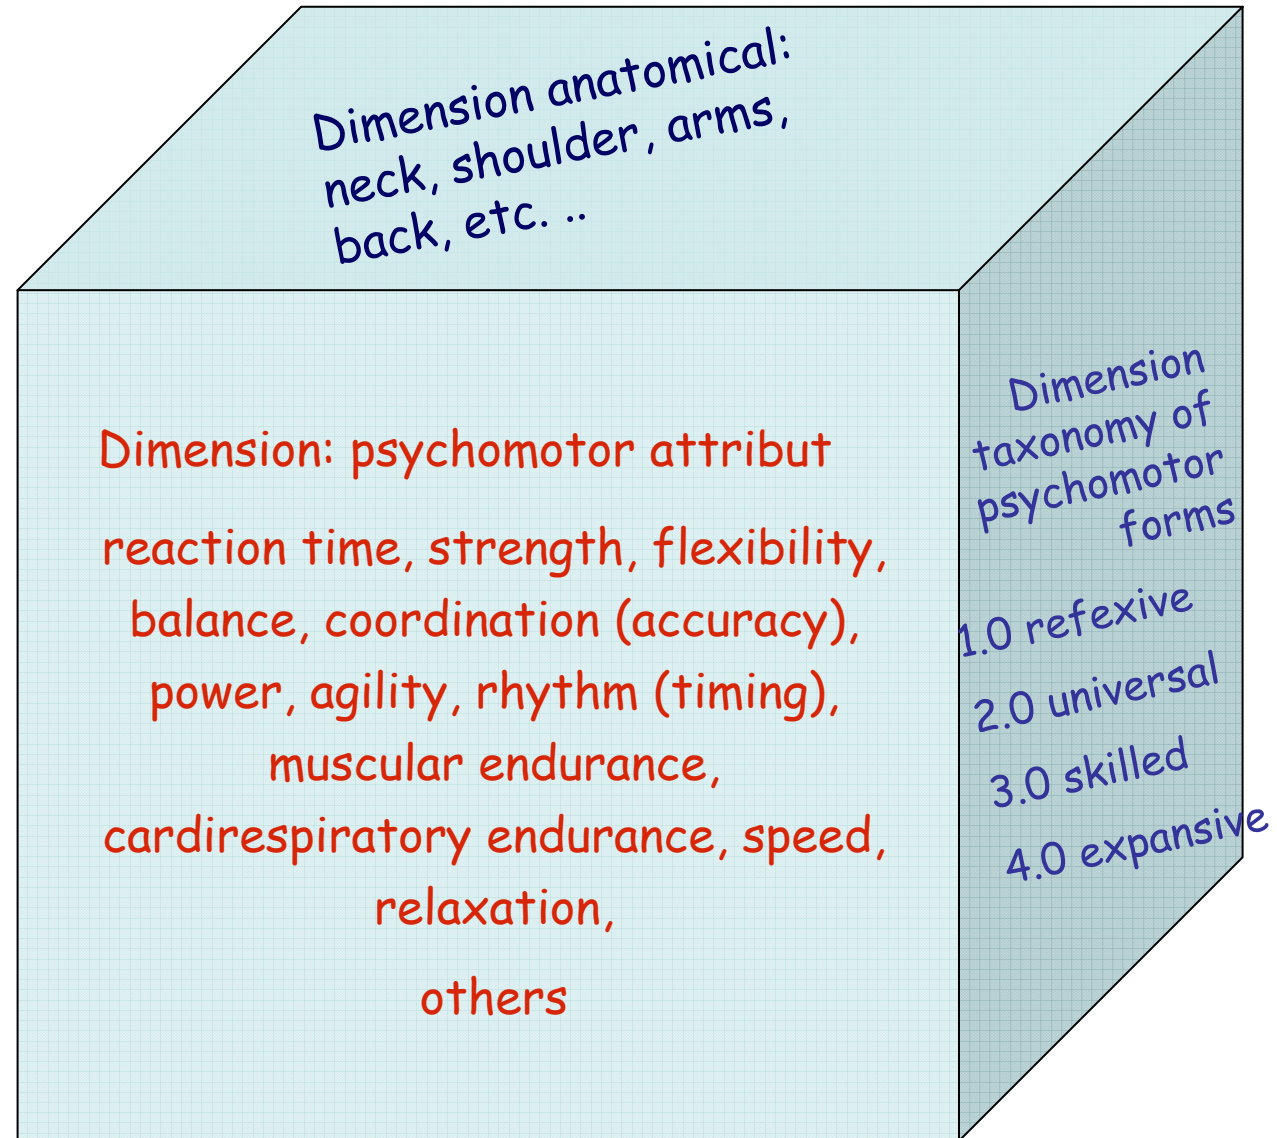 Dimension anatomical:
neck, shoulder, arms,
back, etc. ..
Dimension: psychomotor attribut
reaction time, strength, flexibility,
balance, coordination (accuracy),
power, agility, rhythm (timing),
muscular endurance,
cardirespiratory endurance, speed,
relaxation,
others
Dimension
taxonomy of
psychomotor
forms
1.0 refexive
2.0 universal
3.0 skilled
4.0 expansive